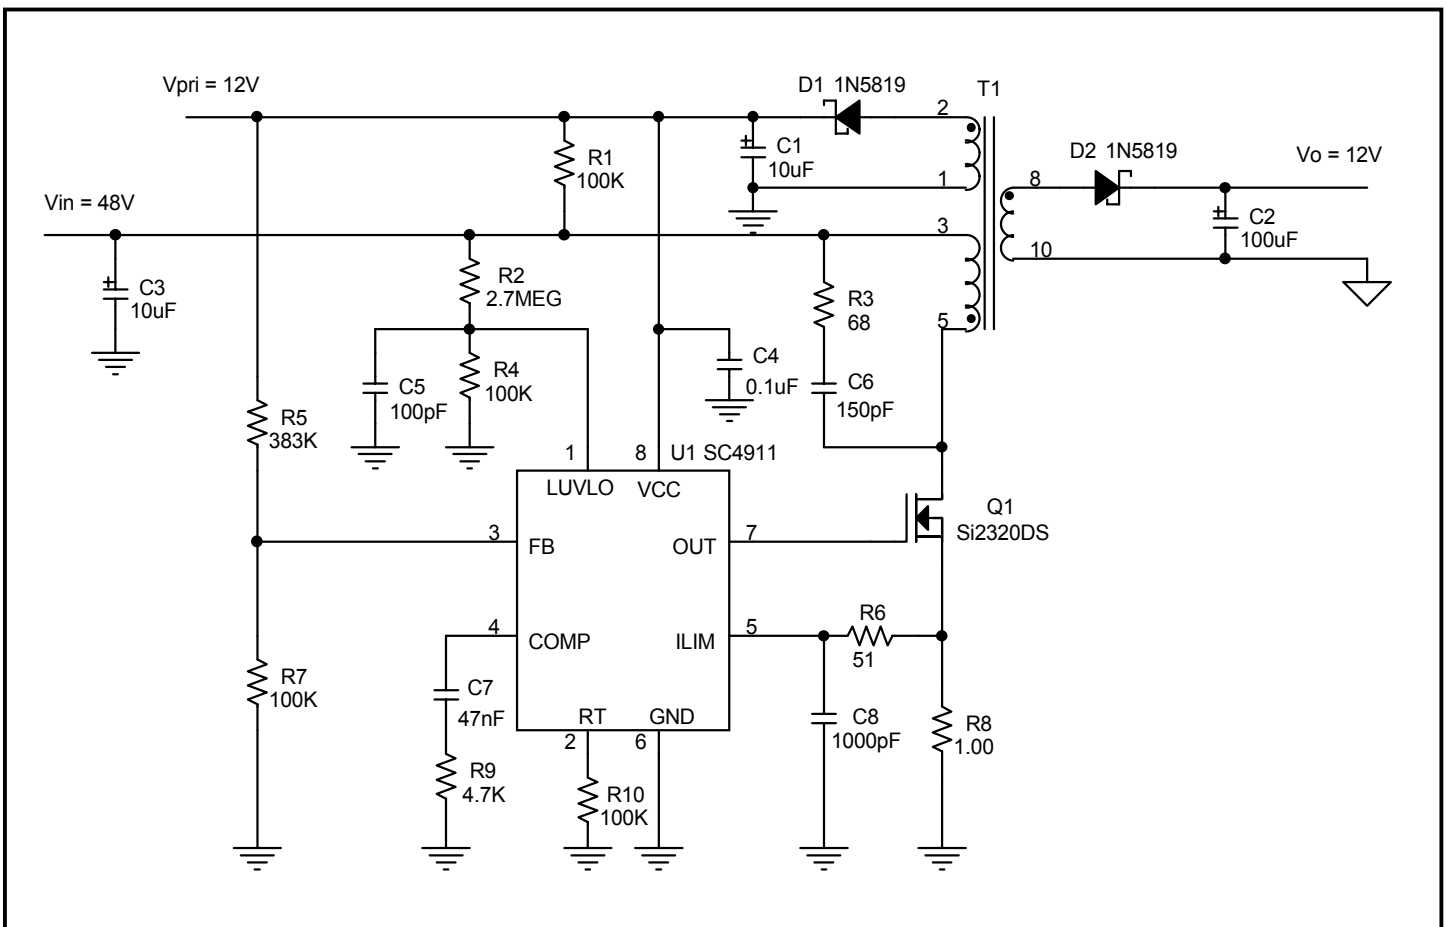 Vpri = 12V
D1 1N5819
T1
2
D2 1N5819
Vo = 12V
R1
100K
C1
10uF
1
8
Vin = 48V
3
C2
100uF
10
R2
2.7MEG
C3
10uF
R3
68
5
C5
100pF
R4
100K
C4
0.1uF
C6
150pF
R5
383K
1
8
U1 SC4911
LUVLO
VCC
Q1
Si2320DS
3
FB
OUT
7
4
COMP
ILIM
5
R6
51
R7
100K
C7
47nF
RT
GND
2
6
C8
1000pF
R8
1.00
R9
4.7K
R10
100K